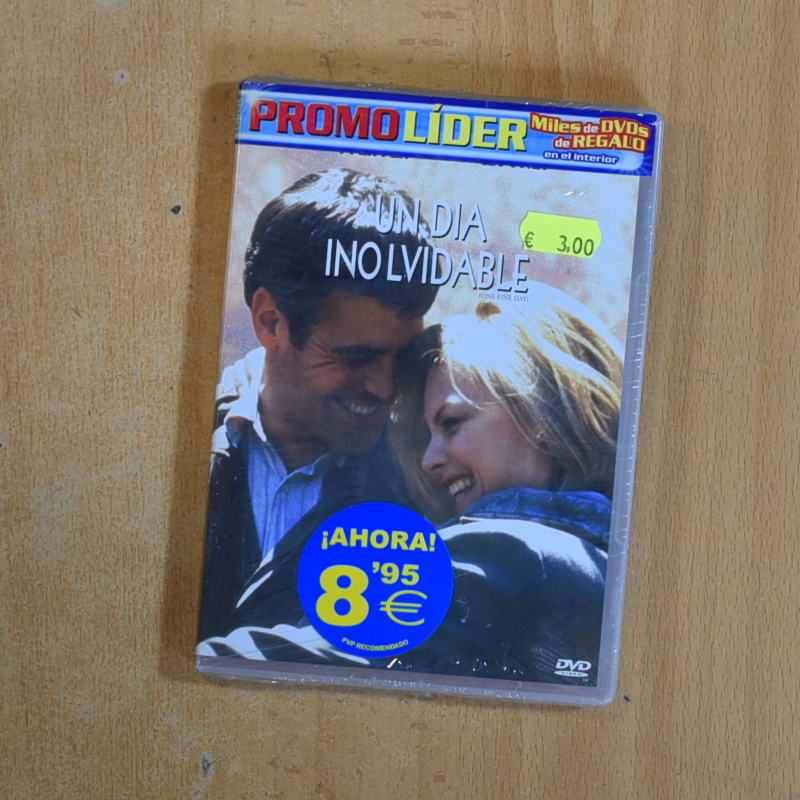 PROMO LÍDER
Miles de DVDs
de REGALO
en el interior
UN DIA
INOLVIDABLE
(ONE FINE DAY)
€ 3,00
¡AHORA!
8'95 €
PVP RECOMENDADO
DVD
VIDEO